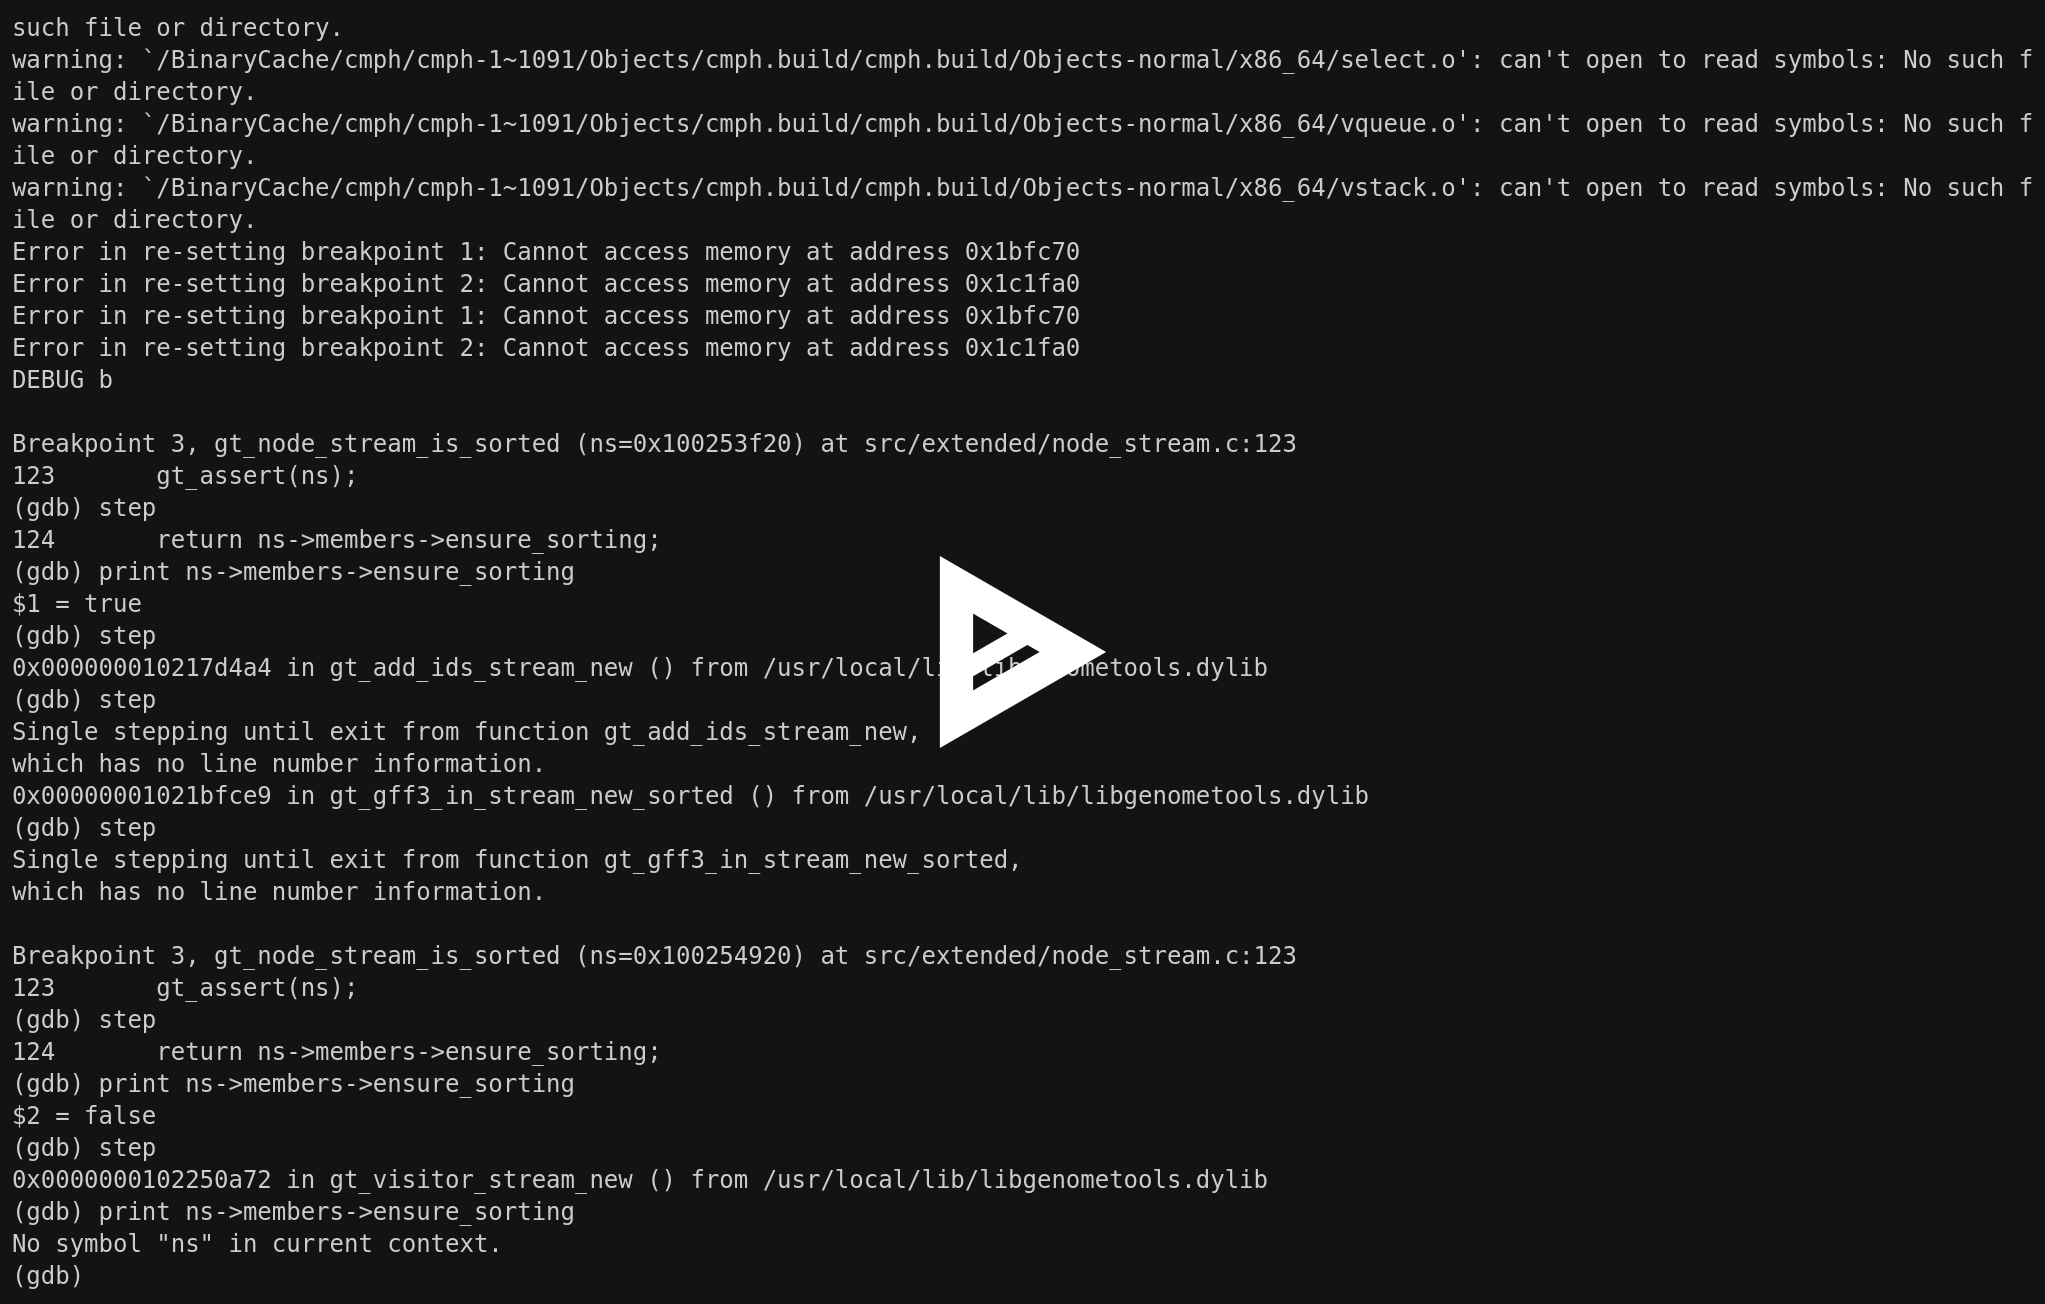 such file or directory.
warning: `/BinaryCache/cmph/cmph-1~1091/Objects/cmph.build/cmph.build/Objects-normal/x86_64/select.o': can't open to read symbols: No such f
ile or directory.
warning: `/BinaryCache/cmph/cmph-1~1091/Objects/cmph.build/cmph.build/Objects-normal/x86_64/vqueue.o': can't open to read symbols: No such f
ile or directory.
warning: `/BinaryCache/cmph/cmph-1~1091/Objects/cmph.build/cmph.build/Objects-normal/x86_64/vstack.o': can't open to read symbols: No such f
ile or directory.
Error in re-setting breakpoint 1: Cannot access memory at address 0x1bfc70
Error in re-setting breakpoint 2: Cannot access memory at address 0x1c1fa0
Error in re-setting breakpoint 1: Cannot access memory at address 0x1bfc70
Error in re-setting breakpoint 2: Cannot access memory at address 0x1c1fa0
DEBUG b

Breakpoint 3, gt_node_stream_is_sorted (ns=0x100253f20) at src/extended/node_stream.c:123
123       gt_assert(ns);
(gdb) step
124       return ns->members->ensure_sorting;
(gdb) print ns->members->ensure_sorting
$1 = true
(gdb) step
0x000000010217d4a4 in gt_add_ids_stream_new () from /usr/local/lib/libgenometools.dylib
(gdb) step
Single stepping until exit from function gt_add_ids_stream_new,
which has no line number information.
0x00000001021bfce9 in gt_gff3_in_stream_new_sorted () from /usr/local/lib/libgenometools.dylib
(gdb) step
Single stepping until exit from function gt_gff3_in_stream_new_sorted,
which has no line number information.

Breakpoint 3, gt_node_stream_is_sorted (ns=0x100254920) at src/extended/node_stream.c:123
123       gt_assert(ns);
(gdb) step
124       return ns->members->ensure_sorting;
(gdb) print ns->members->ensure_sorting
$2 = false
(gdb) step
0x0000000102250a72 in gt_visitor_stream_new () from /usr/local/lib/libgenometools.dylib
(gdb) print ns->members->ensure_sorting
No symbol "ns" in current context.
(gdb)